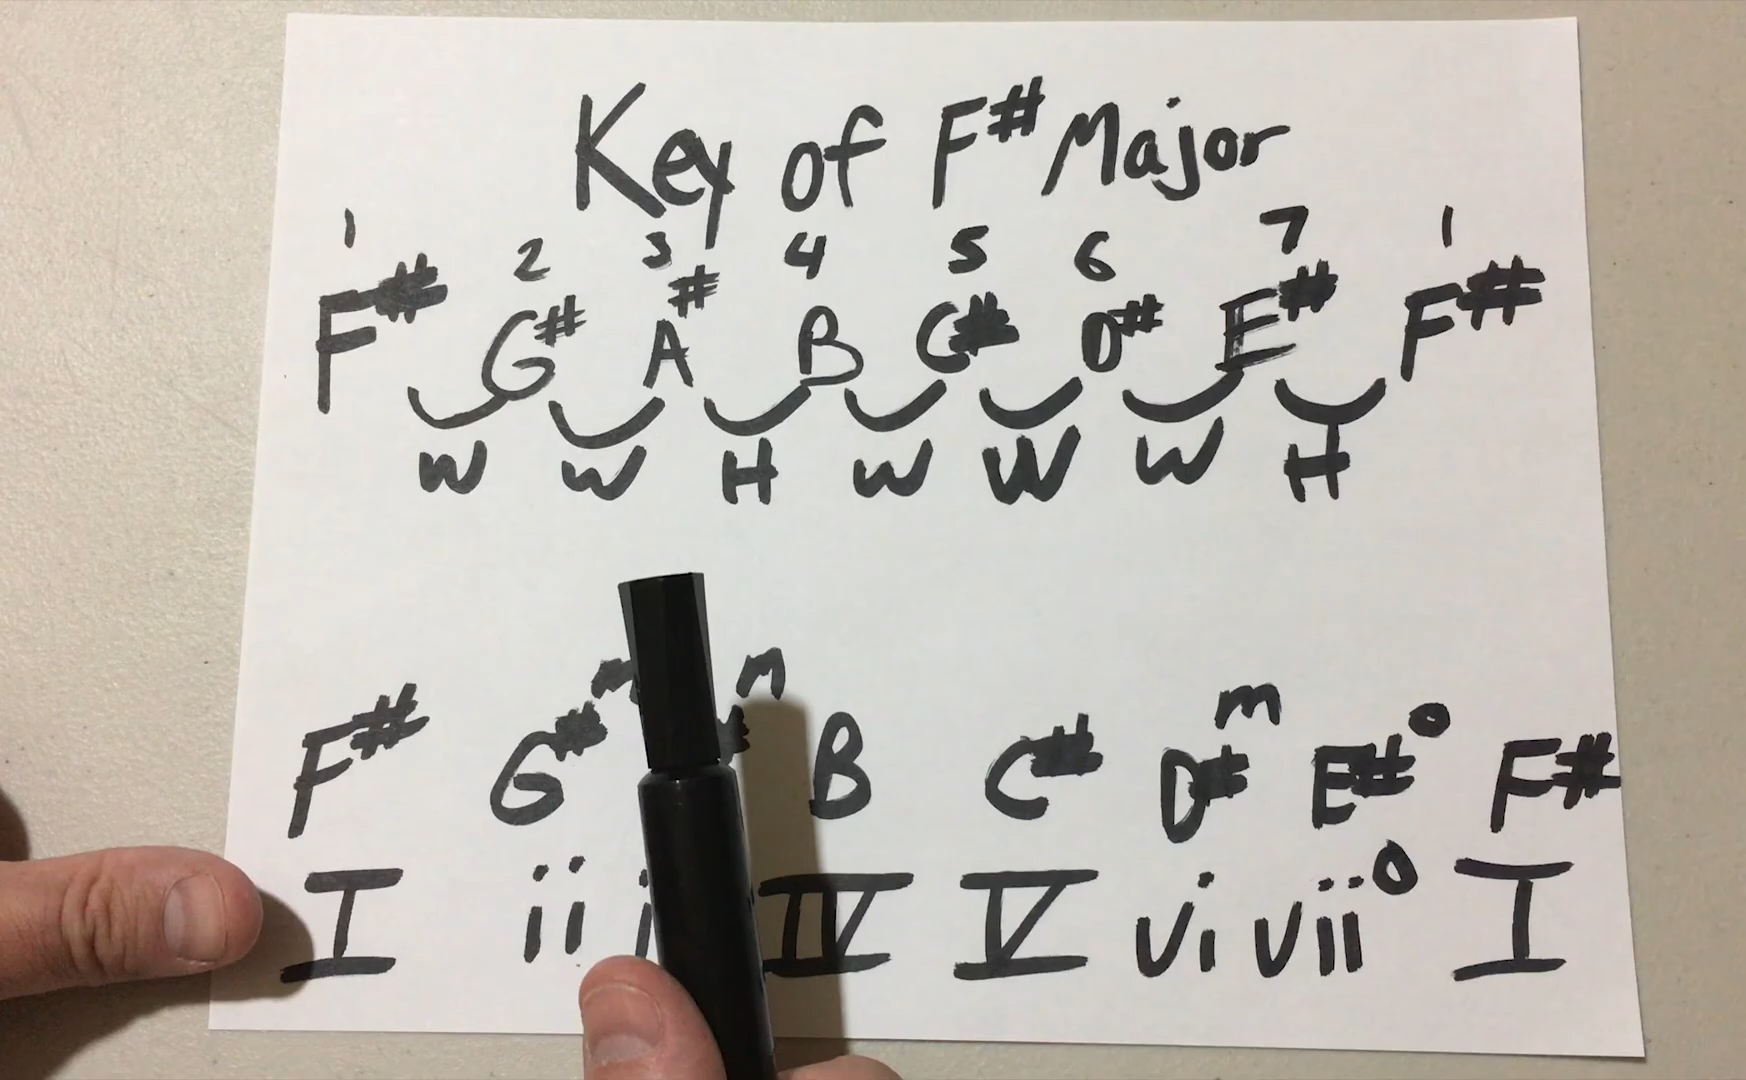 Key of F# Major
1 2 3 4 5 6 7 1
F# G# A# B C# D# E# F#
W W H W W W H
F# G#m m B C# D#m E#° F#
I ii IV V vi vii° I